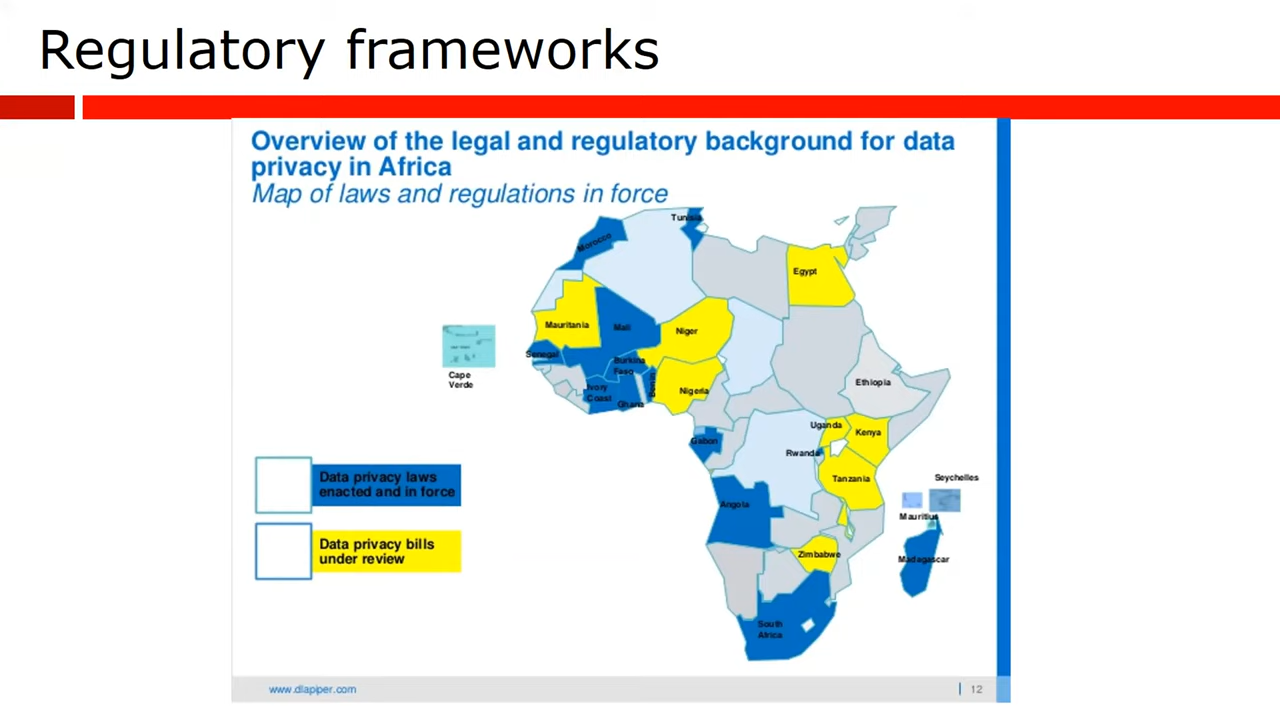 Regulatory frameworks
Overview of the legal and regulatory background for data
privacy in Africa
Map of laws and regulations in force
Tunisia
Morocco
Egypt
Mauritania
Mali
Niger
Senegal
Burkina
Faso
Cape
Verde
Ivory
Coast
Ghana
Benin
Nigeria
Ethiopia
Uganda
Kenya
Gabon
Rwanda
Tanzania
Seychelles
Angola
Mauritius
Zimbabwe
Madagascar
South
Africa
Data privacy laws
enacted and in force
Data privacy bills
under review
www.dlapiper.com
12